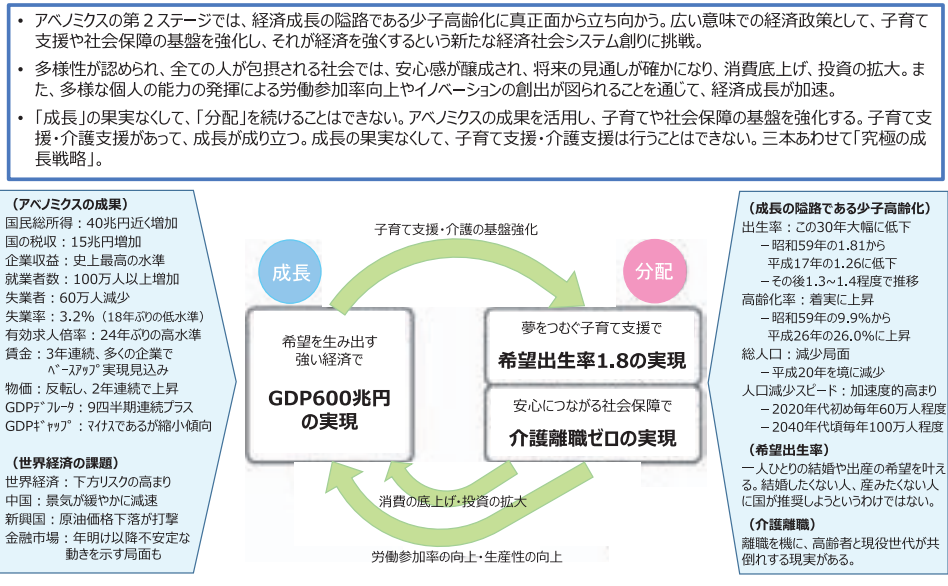 • アベノミクスの第２ステージでは、経済成長の隘路である少子高齢化に真正面から立ち向かう。広い意味での経済政策として、子育て
支援や社会保障の基盤を強化し、それが経済を強くするという新たな経済社会システム創りに挑戦。
• 多様性が認められ、全ての人が包摂される社会では、安心感が醸成され、将来の見通しが確かになり、消費底上げ、投資の拡大。ま
た、多様な個人の能力の発揮による労働参加率向上やイノベーションの創出が図られることを通じて、経済成長が加速。
• 「成長」の果実なくして、「分配」を続けることはできない。アベノミクスの成果を活用し、子育てや社会保障の基盤を強化する。子育て支
援・介護支援があって、成長が成り立つ。成長の果実なくして、子育て支援・介護支援は行うことはできない。三本あわせて「究極の成
長戦略」。
（アベノミクスの成果）
国民総所得：40兆円近く増加
国の税収：15兆円増加
企業収益：史上最高の水準
就業者数：100万人以上増加
失業者：60万人減少
失業率：3.2%（18年ぶりの低水準）
有効求人倍率：24年ぶりの高水準
賃金：3年連続、多くの企業で
ﾍﾞｰｽｱｯﾌﾟ実現見込み
物価：反転し、2年連続で上昇
GDPﾃﾞﾌﾚｰﾀ：9四半期連続プラス
GDPｷﾞｬｯﾌﾟ：ﾏｲﾅｽであるが縮小傾向
（世界経済の課題）
世界経済：下方リスクの高まり
中国：景気が緩やかに減速
新興国：原油価格下落が打撃
金融市場：年明け以降不安定な
動きを示す局面も
子育て支援・介護の基盤強化
成長
分配
希望を生み出す
強い経済で
GDP600兆円
の実現
夢をつむぐ子育て支援で
希望出生率1.8の実現
安心につながる社会保障で
介護離職ゼロの実現
消費の底上げ・投資の拡大
労働参加率の向上・生産性の向上
（成長の隘路である少子高齢化）
出生率：この30年大幅に低下
－昭和59年の1.81から
平成17年の1.26に低下
－その後1.3~1.4程度で推移
高齢化率：着実に上昇
－昭和59年の9.9%から
平成26年の26.0%に上昇
総人口：減少局面
－平成20年を境に減少
人口減少スピード：加速度的高まり
－2020年代初め毎年60万人程度
－2040年代頃毎年100万人程度
（希望出生率）
一人ひとりの結婚や出産の希望を叶え
る。結婚したくない人、産みたくない人
に国が推奨しようというわけではない。
（介護離職）
離職を機に、高齢者と現役世代が共
倒れする現実がある。